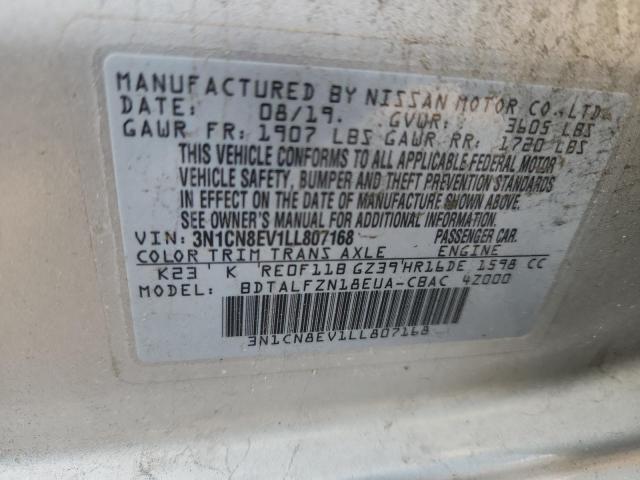 MANUFACTURED BY NISSAN MOTOR CO., LTD.
DATE: 08/19. GVWR: 3605 LBS
GAWR FR: 1907 LBS GAWR RR: 1720 LBS
THIS VEHICLE CONFORMS TO ALL APPLICABLE FEDERAL MOTOR
VEHICLE SAFETY, BUMPER AND THEFT PREVENTION STANDARDS
IN EFFECT ON THE DATE OF MANUFACTURE SHOWN ABOVE.
SEE OWNER'S MANUAL FOR ADDITIONAL INFORMATION.
VIN: 3N1CN8EV1LL807168 PASSENGER CAR.
COLOR TRIM TRANS AXLE ENGINE
K23 K RE0F11B GZ39 HR16DE 1598 CC
MODEL: BDTALFZN18EUA-CBAC 4Z000
3N1CN8EV1LL807168